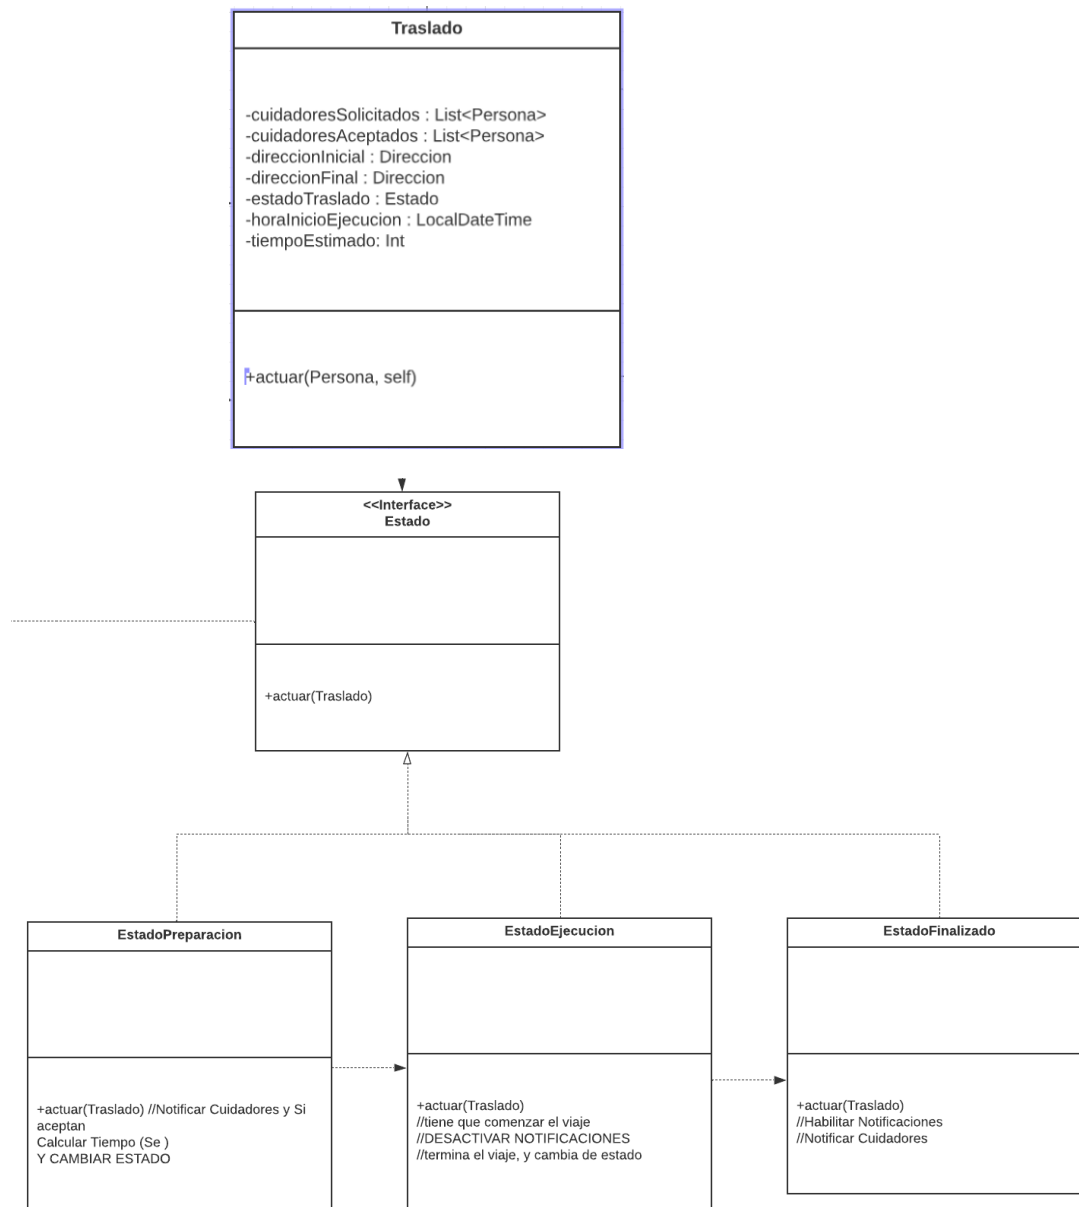 Traslado
-cuidadoresSolicitados : List<Persona>
-cuidadoresAceptados : List<Persona>
-direccionInicial : Direccion
-direccionFinal : Direccion
-estadoTraslado : Estado
-horaInicioEjecucion : LocalDateTime
-tiempoEstimado: Int
+actuar(Persona, self)
<<Interface>>
Estado
+actuar(Traslado)
EstadoPreparacion
+actuar(Traslado) //Notificar Cuidadores y Si
aceptan
Calcular Tiempo (Se )
Y CAMBIAR ESTADO
EstadoEjecucion
+actuar(Traslado)
//tiene que comenzar el viaje
//DESACTIVAR NOTIFICACIONES
//termina el viaje, y cambia de estado
EstadoFinalizado
+actuar(Traslado)
//Habilitar Notificaciones
//Notificar Cuidadores